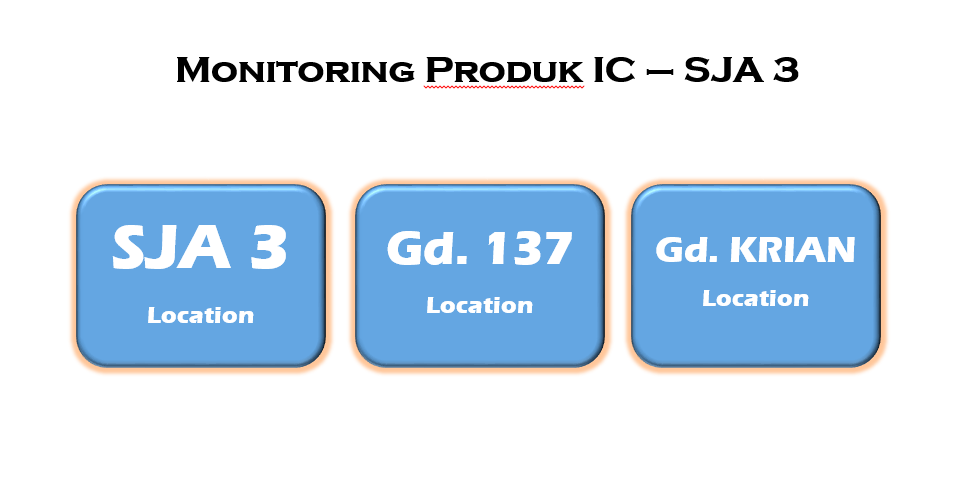 Monitoring Produk IC – SJA 3
SJA 3
Location
Gd. 137
Location
Gd. KRIAN
Location